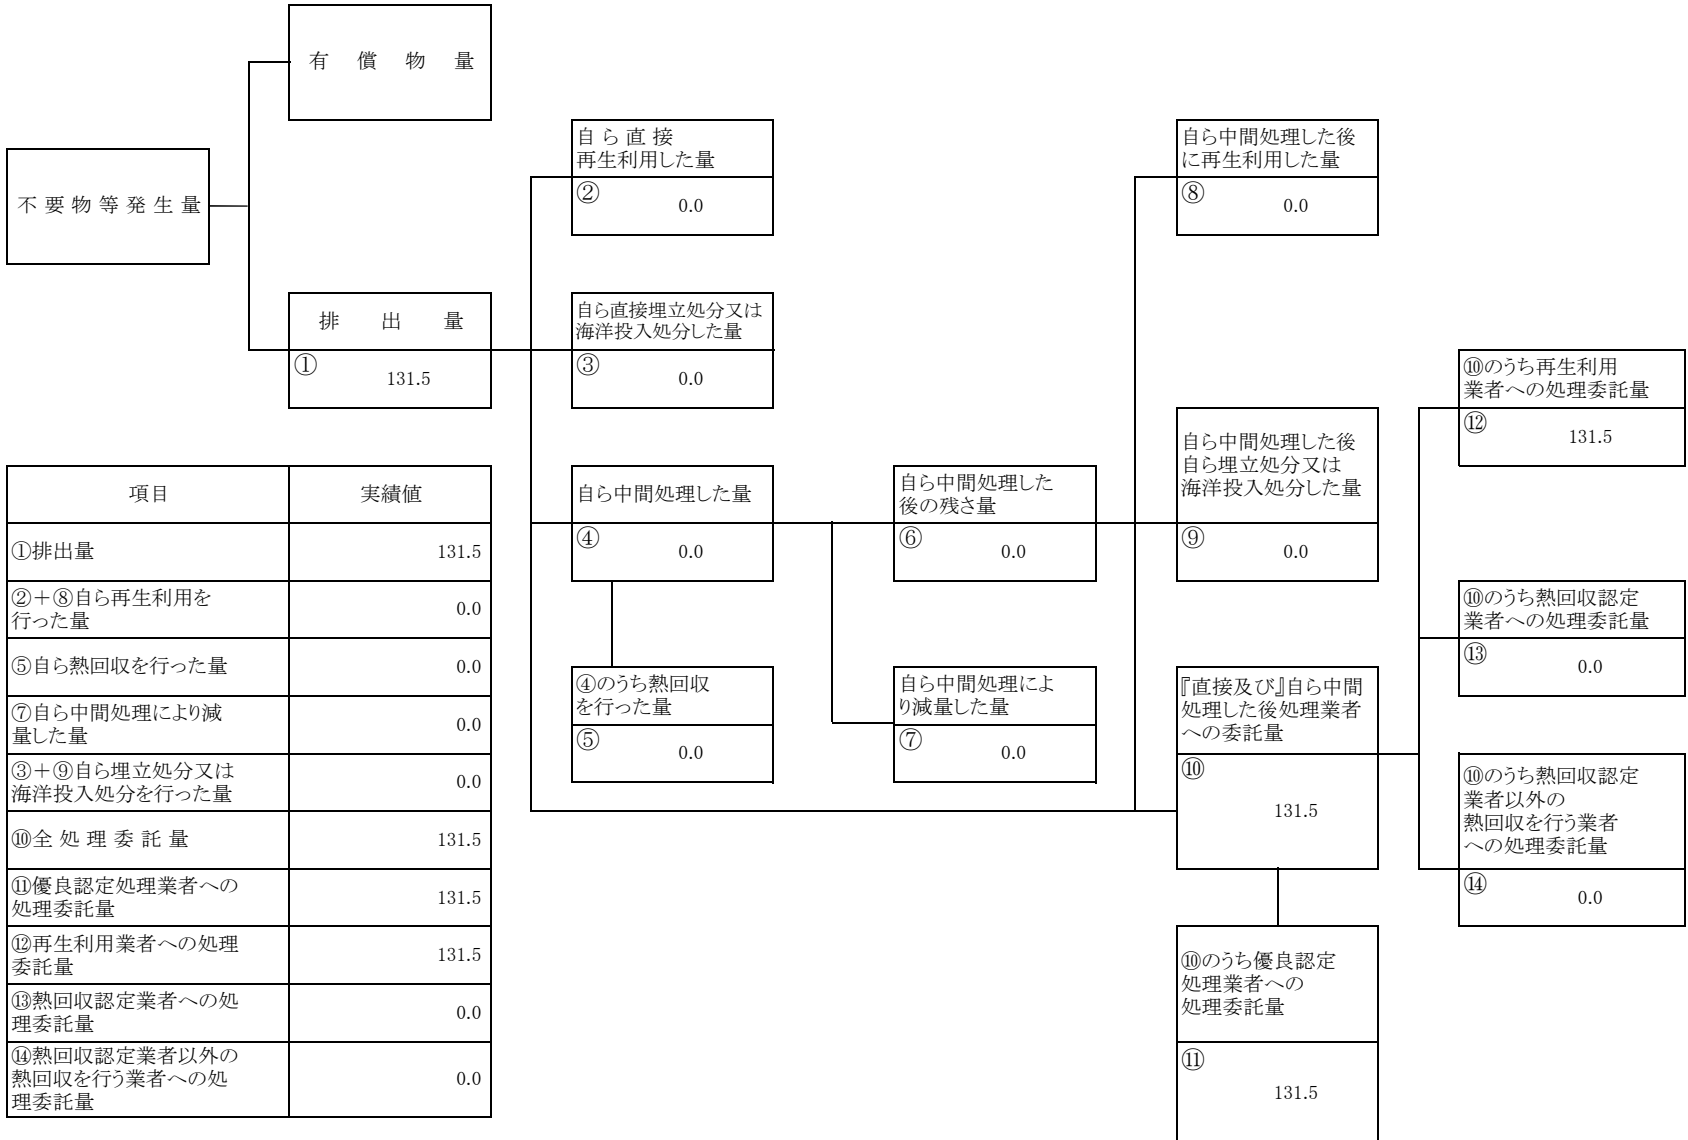 有 償 物 量
不 要 物 等 発 生 量
排 出 量
①
131.5
自 ら 直 接
再生利用した量
②
0.0
自ら直接埋立処分又は
海洋投入処分した量
③
0.0
自ら中間処理した量
④
0.0
④のうち熱回収
を行った量
⑤
0.0
自ら中間処理した
後の残さ量
⑥
0.0
自ら中間処理によ
り減量した量
⑦
0.0
自ら中間処理した後
に再生利用した量
⑧
0.0
自ら中間処理した後
自ら埋立処分又は
海洋投入処分した量
⑨
0.0
『直接及び』自ら中間
処理した後処理業者
への委託量
⑩
131.5
⑩のうち優良認定
処理業者への
処理委託量
⑪
131.5
⑩のうち再生利用
業者への処理委託量
⑫
131.5
⑩のうち熱回収認定
業者への処理委託量
⑬
0.0
⑩のうち熱回収認定
業者以外の
熱回収を行う業者
への処理委託量
⑭
0.0
項目 実績値
①排出量 131.5
②＋⑧自ら再生利用を
行った量 0.0
⑤自ら熱回収を行った量 0.0
⑦自ら中間処理により減
量した量 0.0
③＋⑨自ら埋立処分又は
海洋投入処分を行った量 0.0
⑩全 処 理 委 託 量 131.5
⑪優良認定処理業者への
処理委託量 131.5
⑫再生利用業者への処理
委託量 131.5
⑬熱回収認定業者への処
理委託量 0.0
⑭熱回収認定業者以外の
熱回収を行う業者への処
理委託量 0.0